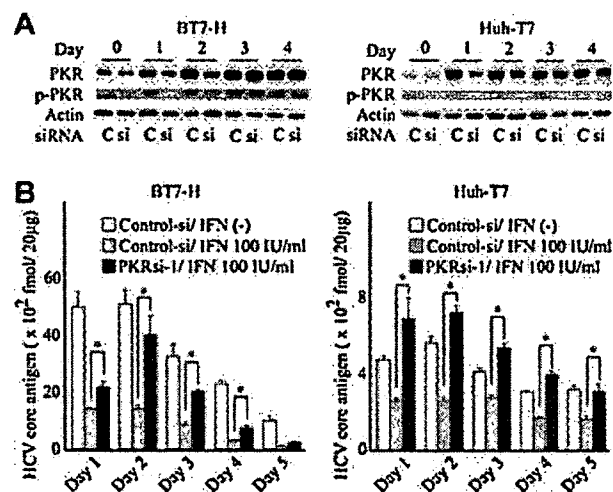 A
BT7-H
Day 0 1 2 3 4
PKR
p-PKR
Actin
siRNA C si C si C si C si C si
Huh-T7
Day 0 1 2 3 4
PKR
p-PKR
Actin
siRNA C si C si C si C si C si
B
BT7-H
Control-si/ IFN (-)
Control-si/ IFN 100 IU/ml
PKRsi-1/ IFN 100 IU/ml
HCV core antigen ( x 10² fmol/ 20μg)
60
40
20
0
* * * *
Day 1 Day 2 Day 3 Day 4 Day 5
Huh-T7
Control-si/ IFN (-)
Control-si/ IFN 100 IU/ml
PKRsi-1/ IFN 100 IU/ml
HCV core antigen ( x 10² fmol/ 20μg)
8
4
0
* * * * *
Day 1 Day 2 Day 3 Day 4 Day 5